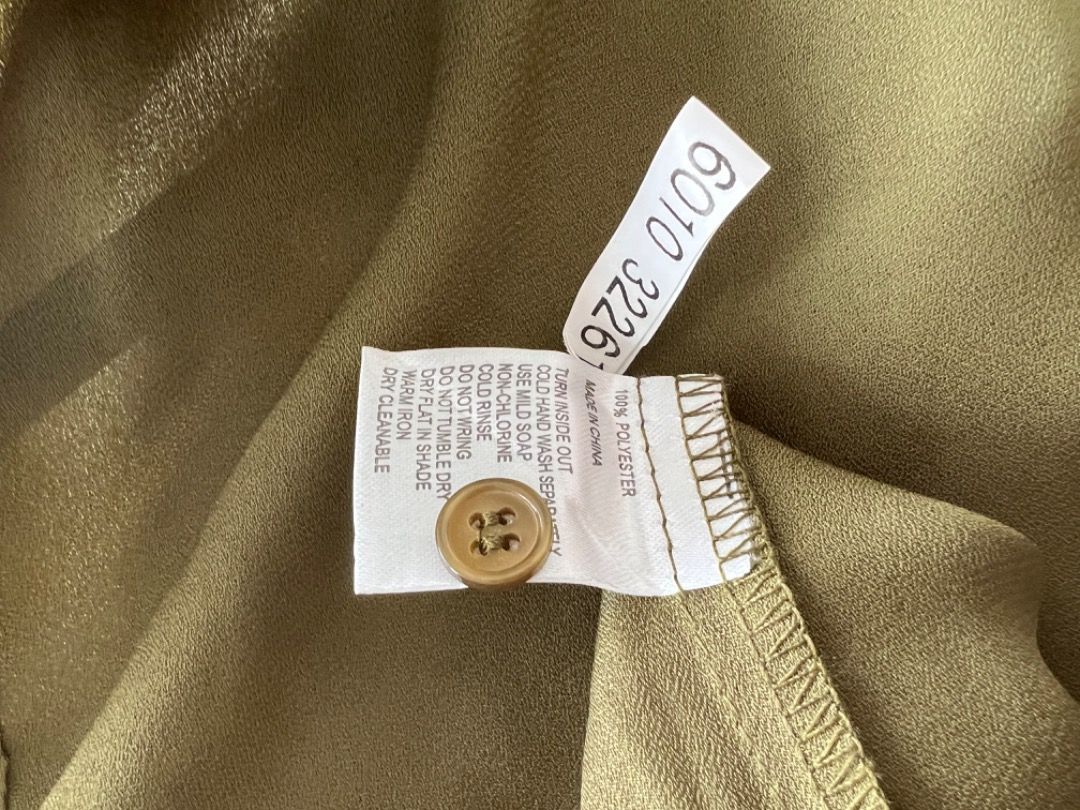 6010 3226
100% POLYESTER
MADE IN CHINA
TURN INSIDE OUT
COLD HAND WASH SEPARATELY
USE MILD SOAP
NON-CHLORINE
COLD RINSE
DO NOT WRING
DO NOT TUMBLE DRY
DRY FLAT IN SHADE
WARM IRON
DRY CLEANABLE